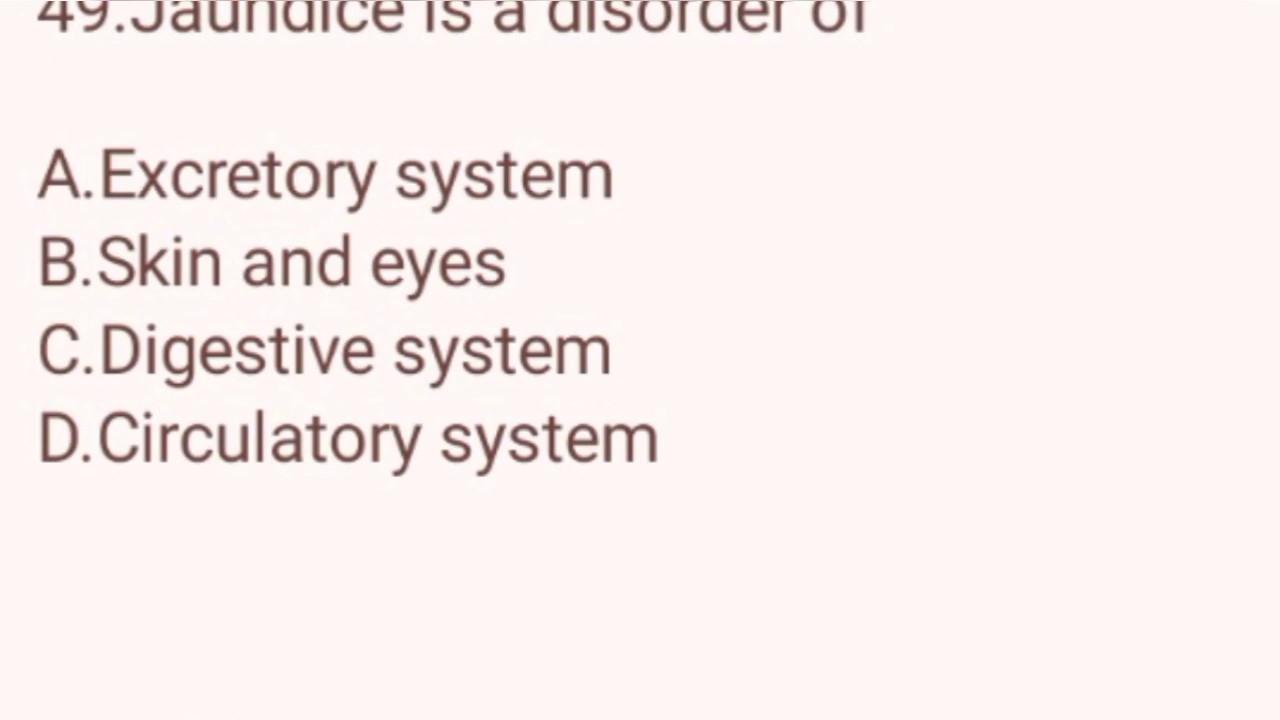 49.Jaundice is a disorder of
A.Excretory system
B.Skin and eyes
C.Digestive system
D.Circulatory system